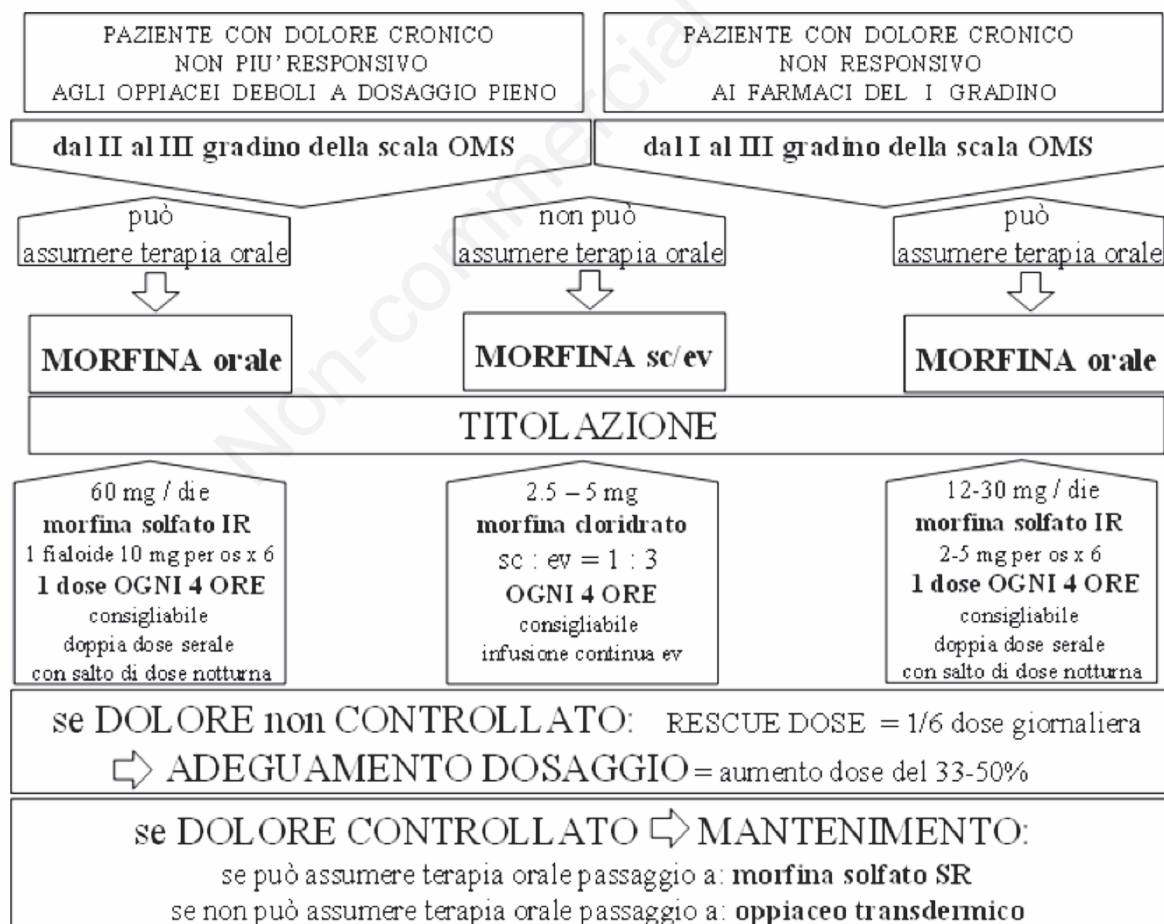 PAZIENTE CON DOLORE CRONICO
NON PIU' RESPONSIVO
AGLI OPPIACEI DEBOLI A DOSAGGIO PIENO
PAZIENTE CON DOLORE CRONICO
NON RESPONSIVO
AI FARMACI DEL I GRADINO
dal II al III gradino della scala OMS
dal I al III gradino della scala OMS
può
assumere terapia orale
non può
assumere terapia orale
può
assumere terapia orale
MORFINA orale
MORFINA sc/ev
MORFINA orale
TITOLAZIONE
60 mg / die
morfina solfato IR
1 fialoide 10 mg per os x 6
1 dose OGNI 4 ORE
consigliabile
doppia dose serale
con salto di dose notturna
2.5 – 5 mg
morfina cloridrato
sc : ev = 1 : 3
OGNI 4 ORE
consigliabile
infusione continua ev
12-30 mg / die
morfina solfato IR
2-5 mg per os x 6
1 dose OGNI 4 ORE
consigliabile
doppia dose serale
con salto di dose notturna
se DOLORE non CONTROLLATO: RESCUE DOSE = 1/6 dose giornaliera
ADEGUAMENTO DOSAGGIO = aumento dose del 33-50%
se DOLORE CONTROLLATO MANTENIMENTO:
se può assumere terapia orale passaggio a: morfina solfato SR
se non può assumere terapia orale passaggio a: oppiaceo transdermico
Non-commercial